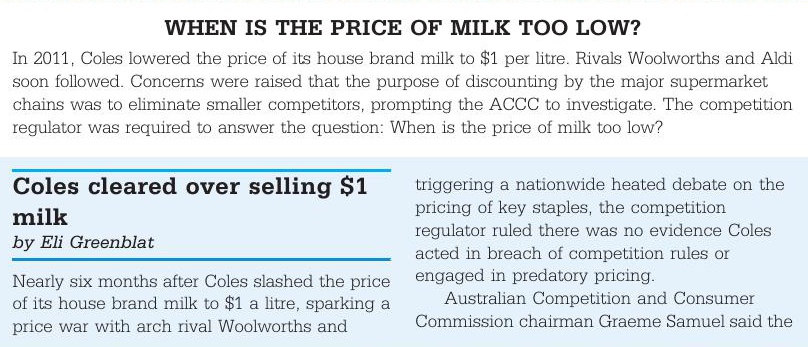 WHEN IS THE PRICE OF MILK TOO LOW?
In 2011, Coles lowered the price of its house brand milk to $1 per litre. Rivals Woolworths and Aldi
soon followed. Concerns were raised that the purpose of discounting by the major supermarket
chains was to eliminate smaller competitors, prompting the ACCC to investigate. The competition
regulator was required to answer the question: When is the price of milk too low?
Coles cleared over selling $1
milk
by Eli Greenblat
Nearly six months after Coles slashed the price
of its house brand milk to $1 a litre, sparking a
price war with arch rival Woolworths and
triggering a nationwide heated debate on the
pricing of key staples, the competition
regulator ruled there was no evidence Coles
acted in breach of competition rules or
engaged in predatory pricing.
Australian Competition and Consumer
Commission chairman Graeme Samuel said the